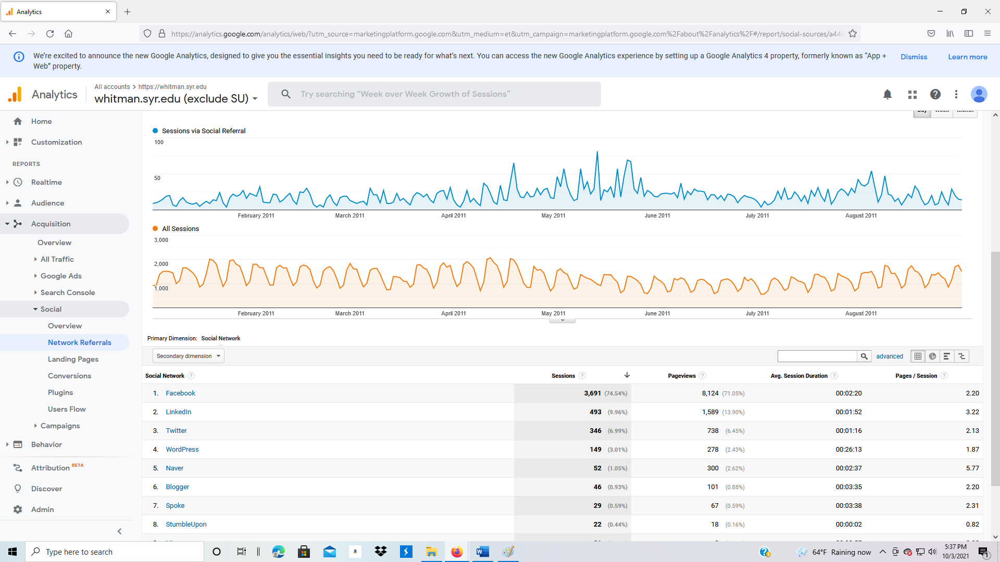 Analytics
https://analytics.google.com/analytics/web/?utm_source=marketingplatform.google.com&utm_medium=et&utm_campaign=marketingplatform.google.com%2Fabout%2Fanalytics%2F#/report/social-sources/a446
We're excited to announce the new Google Analytics, designed to give you the essential insights you need to be ready for what's next. You can access the new Google Analytics experience by setting up a Google Analytics 4 property, formerly known as “App +
Web” property.
Dismiss
Learn more
Analytics
All accounts > https://whitman.syr.edu
whitman.syr.edu (exclude SU)
Try searching “Week over Week Growth of Sessions”
Home
Customization
REPORTS
Realtime
Audience
Acquisition
Overview
All Traffic
Google Ads
Search Console
Social
Overview
Network Referrals
Landing Pages
Conversions
Plugins
Users Flow
Campaigns
Behavior
Attribution BETA
Discover
Admin
Day Week Month
Sessions via Social Referral
100
50
February 2011 March 2011 April 2011 May 2011 June 2011 July 2011 August 2011
All Sessions
3,000
2,000
1,000
February 2011 March 2011 April 2011 May 2011 June 2011 July 2011 August 2011
Primary Dimension: Social Network
Secondary dimension
advanced
Social Network ? Sessions ? Pageviews ? Avg. Session Duration ? Pages / Session ?
1. Facebook 3,691 (74.54%) 8,124 (71.05%) 00:02:20 2.20
2. LinkedIn 493 (9.96%) 1,589 (13.90%) 00:01:52 3.22
3. Twitter 346 (6.99%) 738 (6.45%) 00:01:16 2.13
4. WordPress 149 (3.01%) 278 (2.43%) 00:26:13 1.87
5. Naver 52 (1.05%) 300 (2.62%) 00:02:37 5.77
6. Blogger 46 (0.93%) 101 (0.88%) 00:03:35 2.20
7. Spoke 29 (0.59%) 67 (0.59%) 00:03:38 2.31
8. StumbleUpon 22 (0.44%) 18 (0.16%) 00:00:02 0.82
Type here to search
a
64°F Raining now
5:37 PM
10/3/2021
1